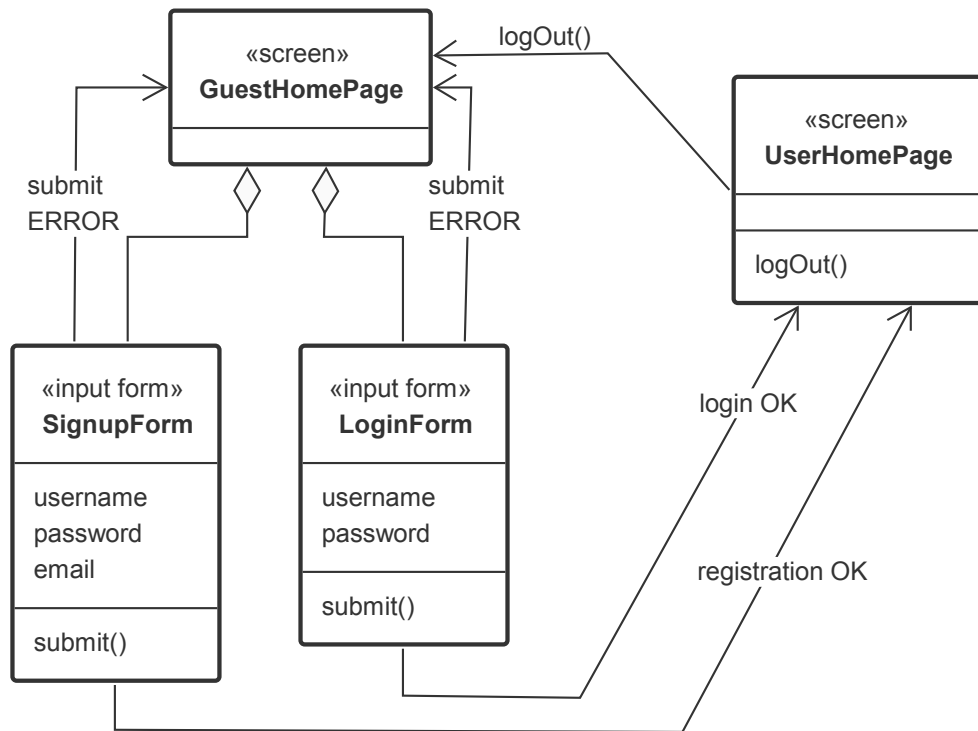 «screen»
GuestHomePage
logOut()
«screen»
UserHomePage
logOut()
submit
ERROR
submit
ERROR
«input form»
SignupForm
username
password
email
submit()
«input form»
LoginForm
username
password
submit()
login OK
registration OK